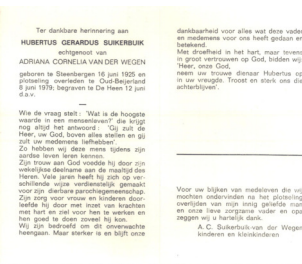 Ter dankbare herinnering aan
HUBERTUS GERARDUS SUIKERBUIK
echtgenoot van
ADRIANA CORNELIA VAN DER WEGEN
geboren te Steenbergen 16 juni 1925 en
plotseling overleden te Oud-Beijerland
8 juni 1979; begraven te De Heen 12 juni
d.a.v.
Wie de vraag stelt: 'Wat is de hoogste
waarde in een mensenleven?' die krijgt
nog altijd het antwoord: 'Gij zult de
Heer, uw God, boven alles stellen en gij
zult uw medemens liefhebben'.
Zo hebben wij deze mens tijdens zijn
aardse leven leren kennen.
Zijn trouw aan God voedde hij door zijn
wekelijkse deelname aan de maaltijd des
Heren. Vele jaren heeft hij zich op ver-
schillende wijze verdienstelijk gemaakt
voor zijn dierbare parochiegemeenschap.
Zijn zorg voor vrouw en kinderen door-
leefde hij door met inzet van krachten
met hart en ziel voor hen te werken en
hen goed te doen zoveel hij kon.
Wij zijn bedroefd om dit onverwachte
heengaan. Maar sterker is en blijft onze
dankbaarheid voor alles wat deze vader
en medemens voor ons heeft gedaan en
betekend.
Met droefheid in het hart, maar tevens
in groot vertrouwen op God, bidden wij:
'Heer, onze God,
neem uw trouwe dienaar Hubertus op
in uw vreugde. Troost en sterk ons die
achterblijven'.
Voor uw blijken van medeleven die wij
mochten ondervinden na het plotseling
overlijden van mijn innig geliefde man
en onze lieve zorgzame vader en opa
zeggen wij u hartelijk dank.
A.C. Suikerbuik-van der Wegen
kinderen en kleinkinderen